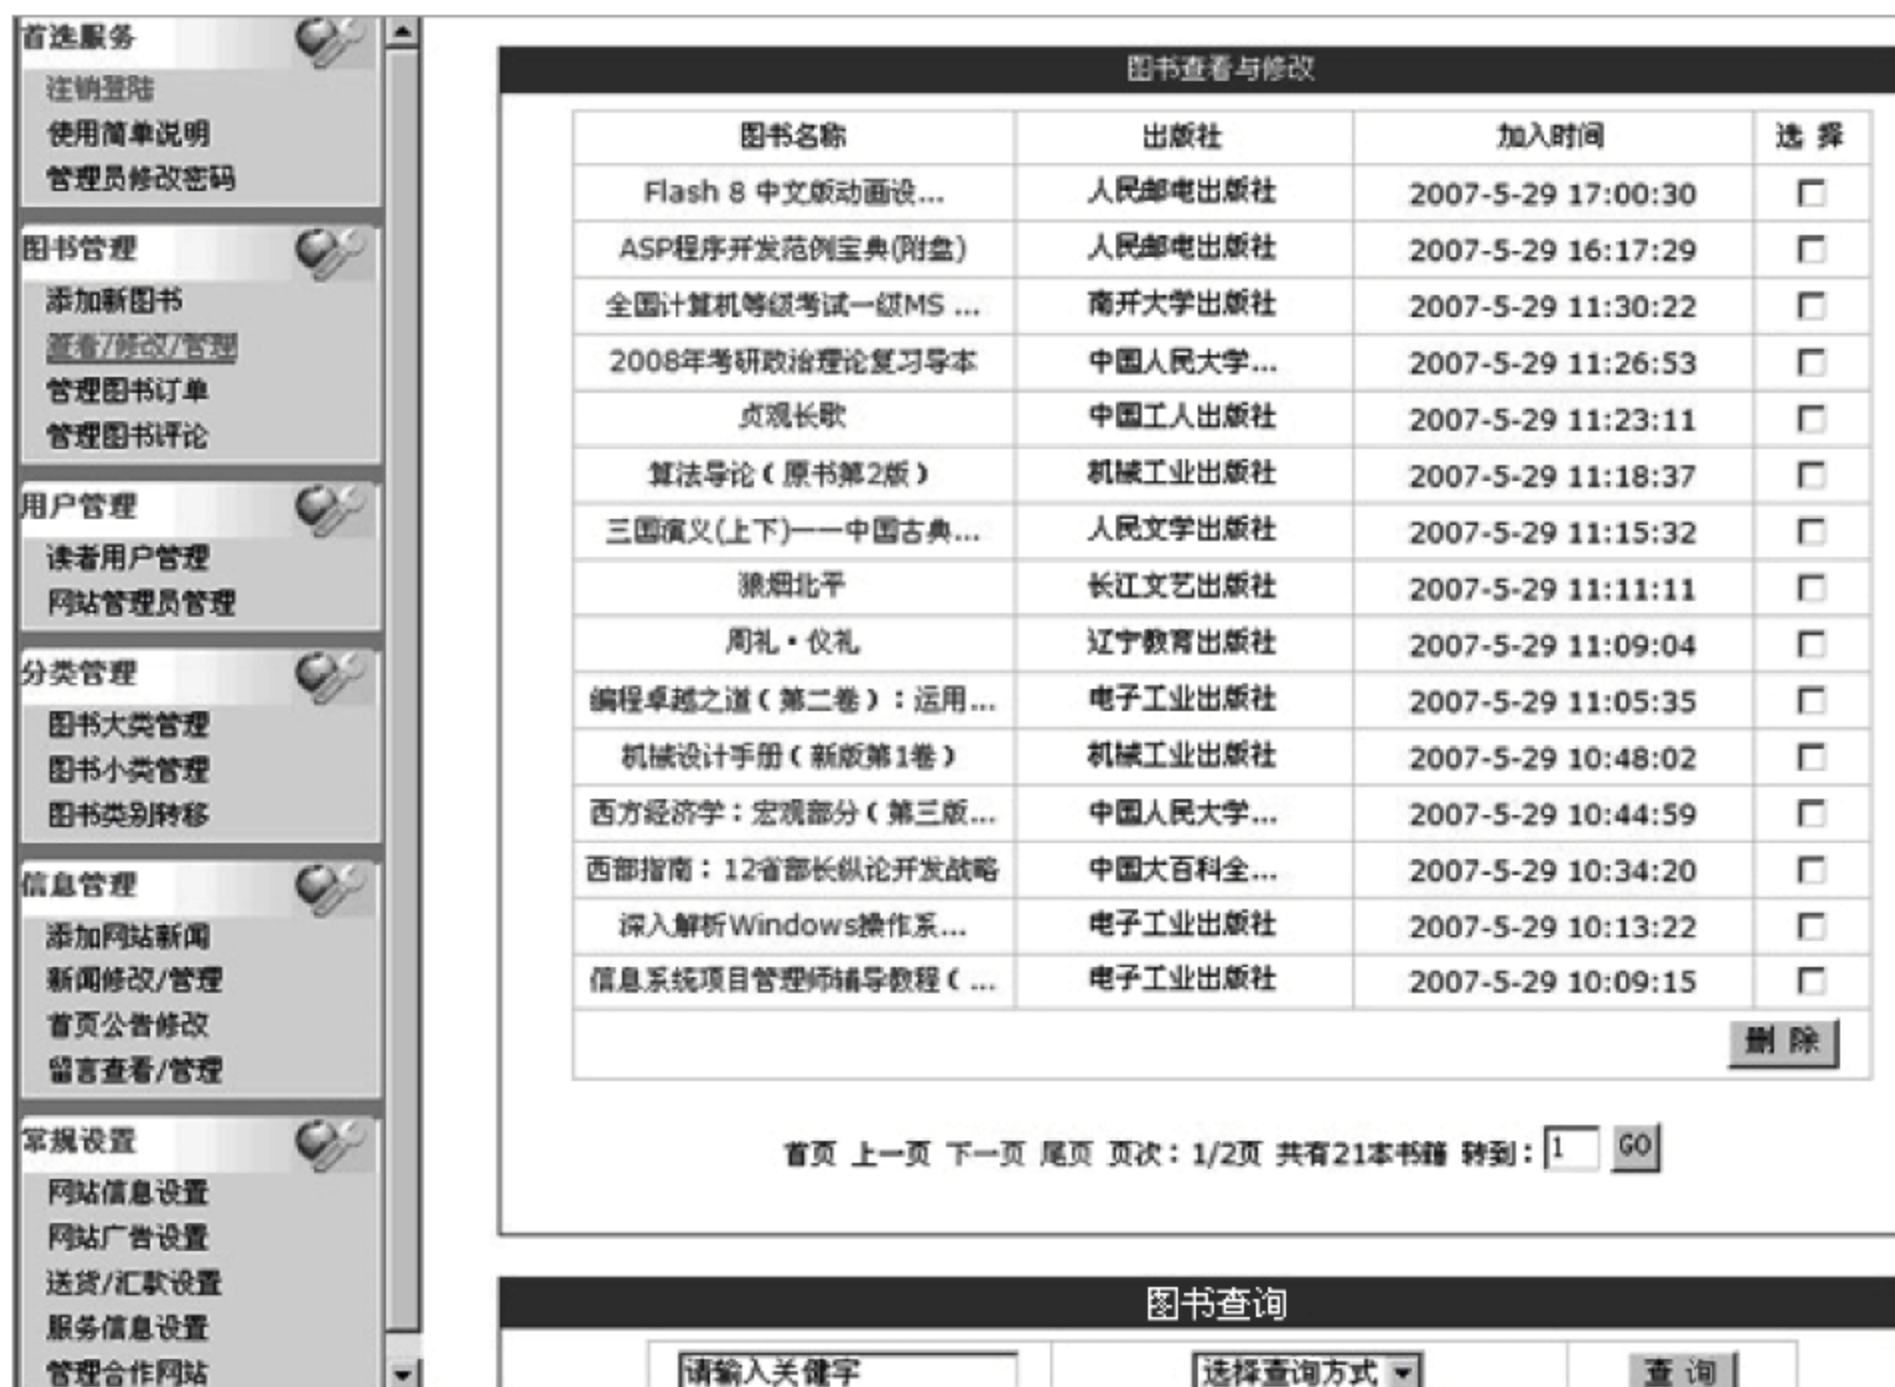 首选服务
注销登陆
使用简单说明
管理员修改密码
图书管理
添加新图书
查看/修改/管理
管理图书订单
管理图书评论
用户管理
读者用户管理
网站管理员管理
分类管理
图书大类管理
图书小类管理
图书类别转移
信息管理
添加网站新闻
新闻修改/管理
首页公告修改
留言查看/管理
常规设置
网站信息设置
网站广告设置
送货/汇款设置
服务信息设置
管理合作网站
图书查看与修改
图书名称 出版社 加入时间 选 择
Flash 8 中文版动画设... 人民邮电出版社 2007-5-29 17:00:30
ASP程序开发范例宝典(附盘) 人民邮电出版社 2007-5-29 16:17:29
全国计算机等级考试一级MS ... 南开大学出版社 2007-5-29 11:30:22
2008年考研政治理论复习导本 中国人民大学... 2007-5-29 11:26:53
贞观长歌 中国工人出版社 2007-5-29 11:23:11
算法导论（原书第2版） 机械工业出版社 2007-5-29 11:18:37
三国演义(上下)——中国古典... 人民文学出版社 2007-5-29 11:15:32
狼烟北平 长江文艺出版社 2007-5-29 11:11:11
周礼·仪礼 辽宁教育出版社 2007-5-29 11:09:04
编程卓越之道（第二卷）：运用... 电子工业出版社 2007-5-29 11:05:35
机械设计手册（新版第1卷） 机械工业出版社 2007-5-29 10:48:02
西方经济学：宏观部分（第三版... 中国人民大学... 2007-5-29 10:44:59
西部指南：12省部长纵论开发战略 中国大百科全... 2007-5-29 10:34:20
深入解析Windows操作系... 电子工业出版社 2007-5-29 10:13:22
信息系统项目管理师辅导教程（... 电子工业出版社 2007-5-29 10:09:15
删 除
首页 上一页 下一页 尾页 页次：1/2页 共有21本书籍 转到：1 GO
图书查询
请输入关健字 选择查询方式 查 询